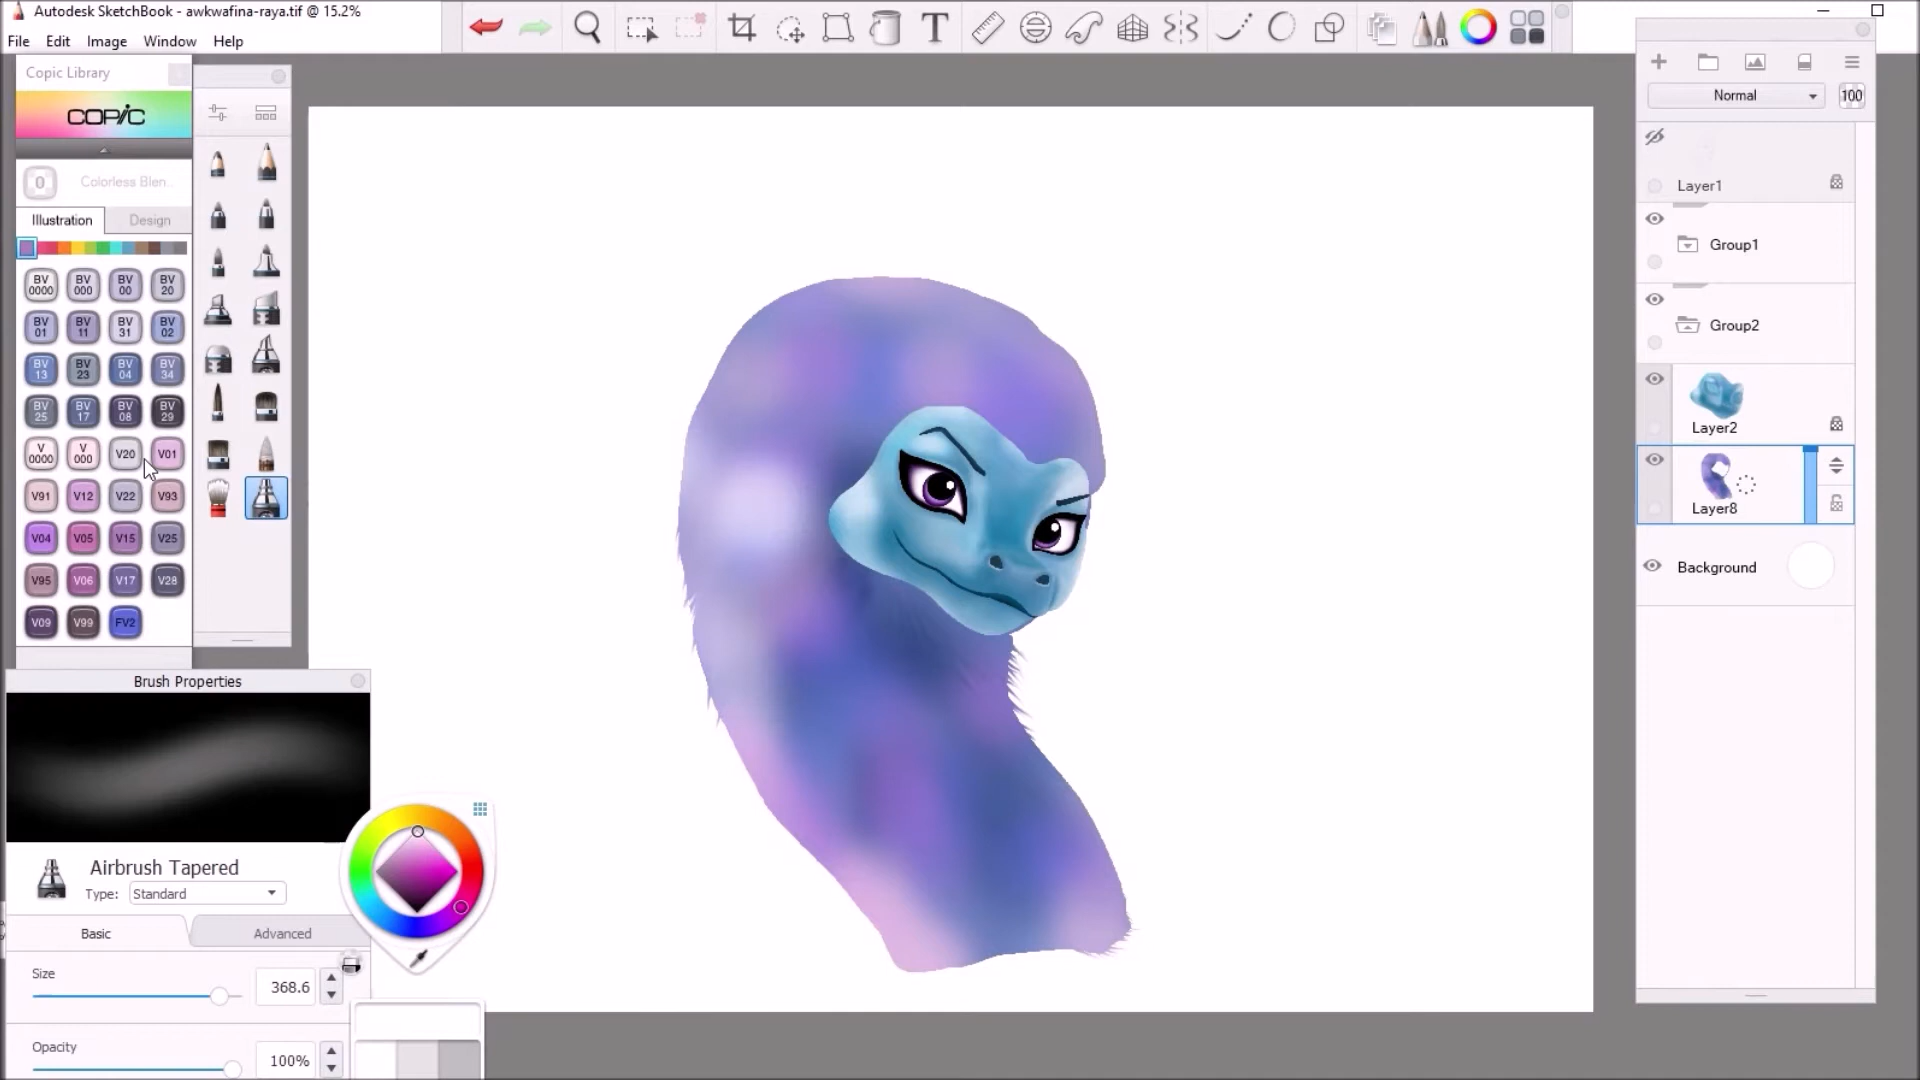 Autodesk SketchBook - awkwafina-raya.tif @ 15.2%
File Edit Image Window Help
T
Copic Library
COPIC
0 Colorless Blen..
Illustration Design
BV 0000 BV 000 BV 00 BV 20
BV 01 BV 11 BV 31 BV 02
BV 13 BV 23 BV 04 BV 34
BV 25 BV 17 BV 08 BV 29
V 0000 V 000 V20 V01
V91 V12 V22 V93
V04 V05 V15 V25
V95 V06 V17 V28
V09 V99 FV2
Brush Properties
Airbrush Tapered
Type: Standard
Basic Advanced
Size
368.6
Opacity
100%
Normal 100
Layer1
Group1
Group2
Layer2
Layer8
Background